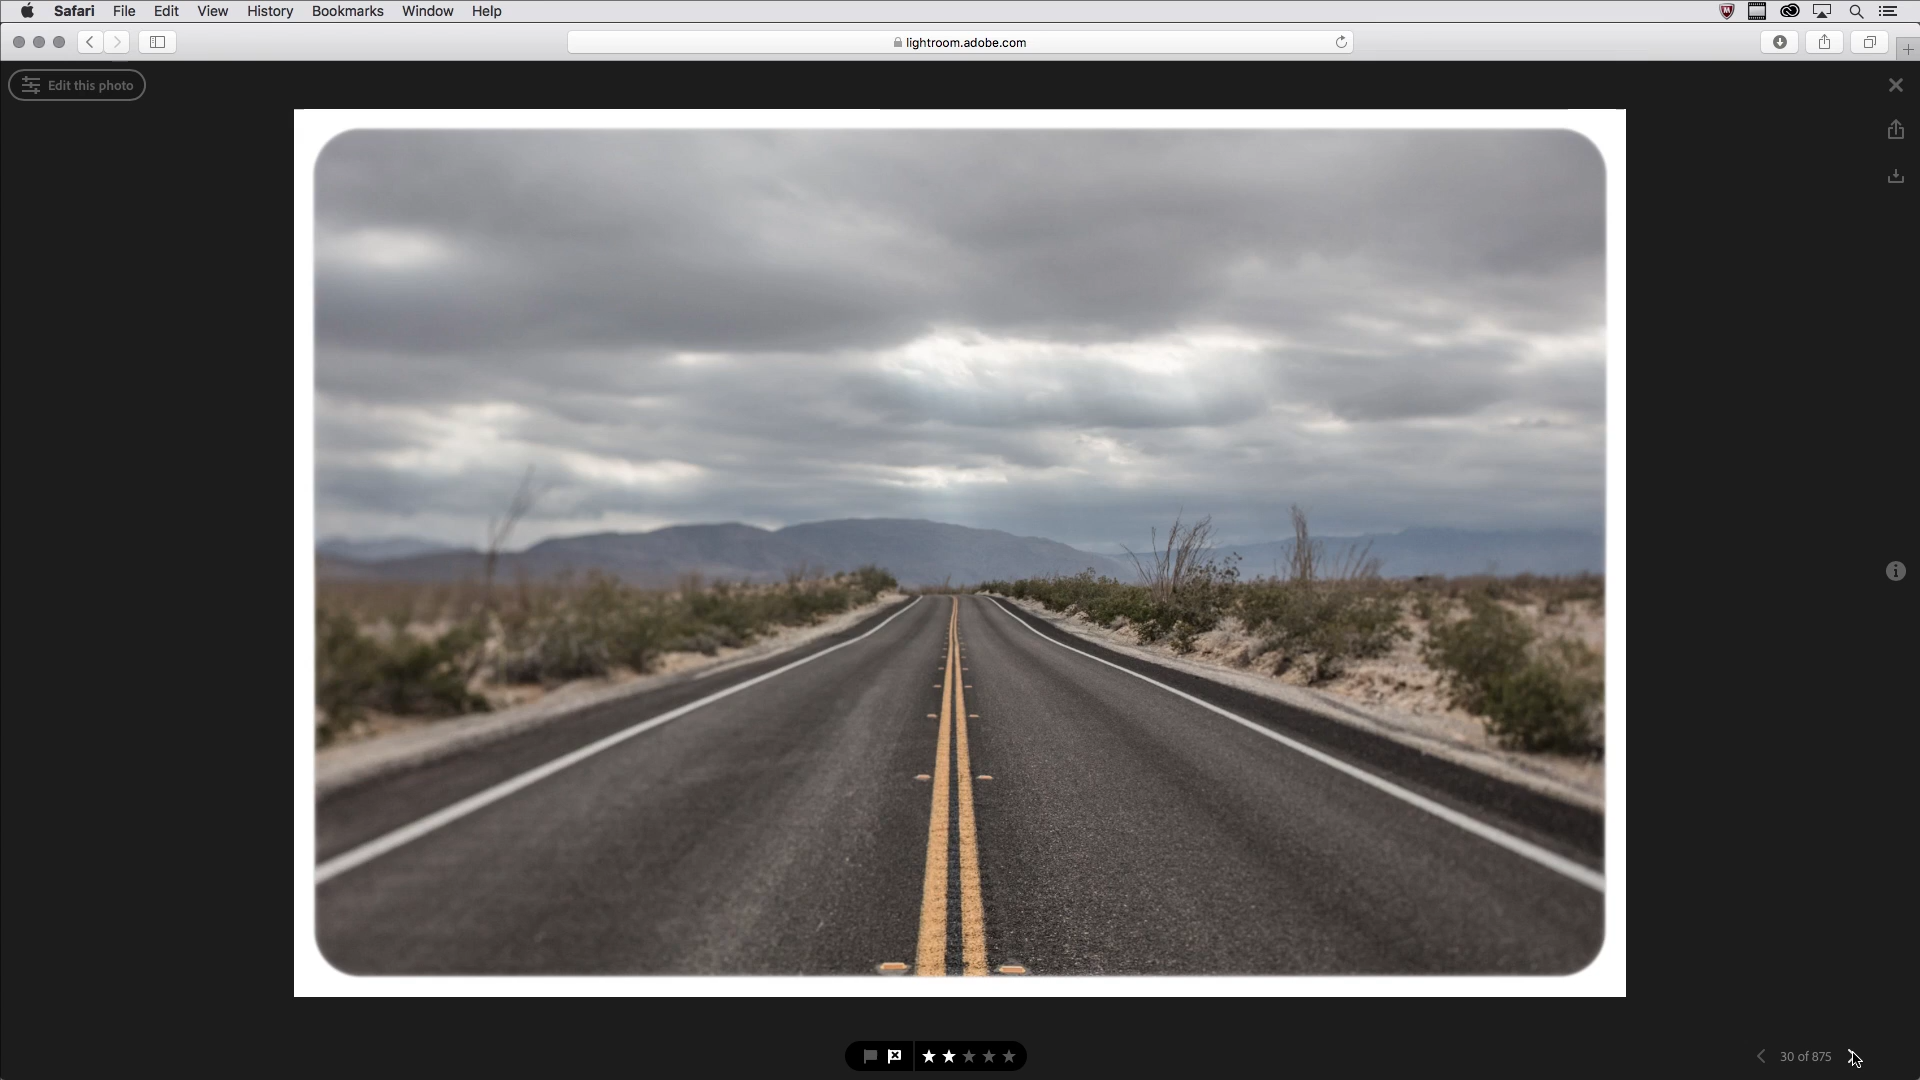 Safari File Edit View History Bookmarks Window Help
lightroom.adobe.com
Edit this photo
30 of 875